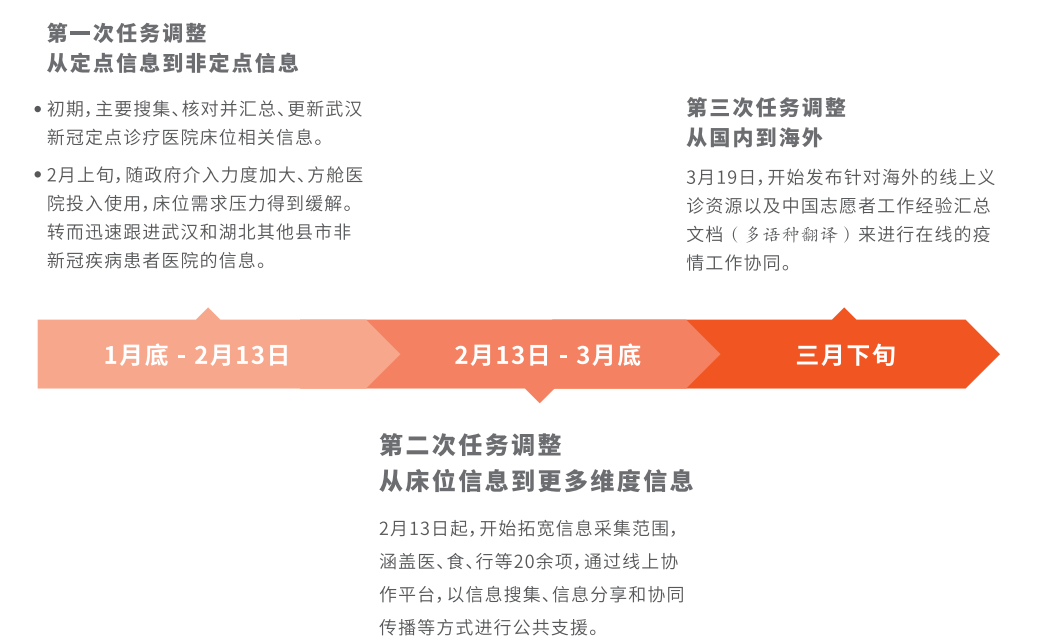 第一次任务调整
从定点信息到非定点信息
• 初期，主要搜集、核对并汇总、更新武汉
新冠定点诊疗医院床位相关信息。
• 2月上旬，随政府介入力度加大、方舱医
院投入使用，床位需求压力得到缓解。
转而迅速跟进武汉和湖北其他县市非
新冠疾病患者医院的信息。
第三次任务调整
从国内到海外
3月19日，开始发布针对海外的线上义
诊资源以及中国志愿者工作经验汇总
文档（多语种翻译）来进行在线的疫
情工作协同。
1月底 - 2月13日
2月13日 - 3月底
三月下旬
第二次任务调整
从床位信息到更多维度信息
2月13日起，开始拓宽信息采集范围，
涵盖医、食、行等20余项，通过线上协
作平台，以信息搜集、信息分享和协同
传播等方式进行公共支援。